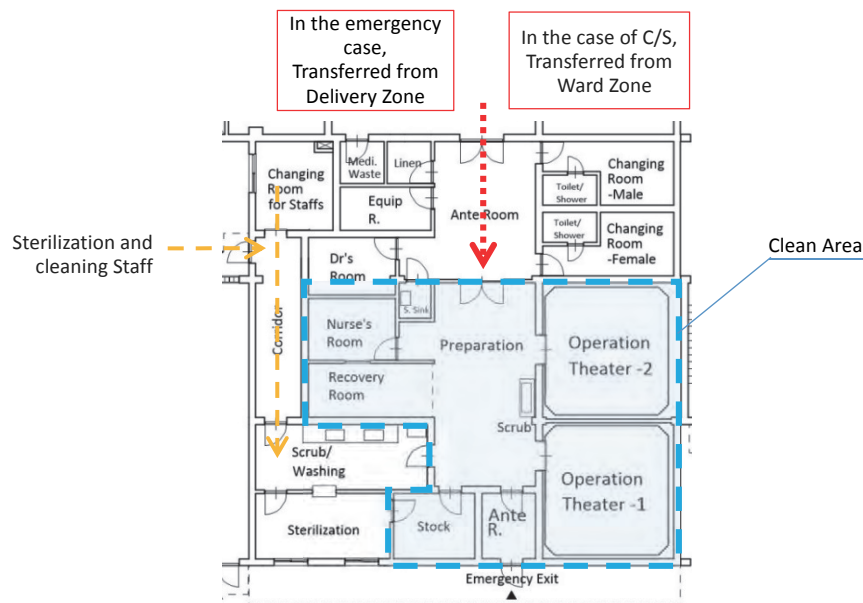 In the emergency
case,
Transferred from
Delivery Zone
In the case of C/S,
Transferred from
Ward Zone
Changing
Room
for Staffs
Medi.
Waste
Linen
Equip
R.
Ante Room
Toilet/
Shower
Changing
Room
-Male
Toilet/
Shower
Changing
Room
-Female
Sterilization and
cleaning Staff
Clean Area
Dr's
Room
S. Sink
Nurse's
Room
Preparation
Operation
Theater -2
Corridor
Recovery
Room
Scrub
Scrub/
Washing
Operation
Theater -1
Sterilization
Stock
Ante
R.
Emergency Exit